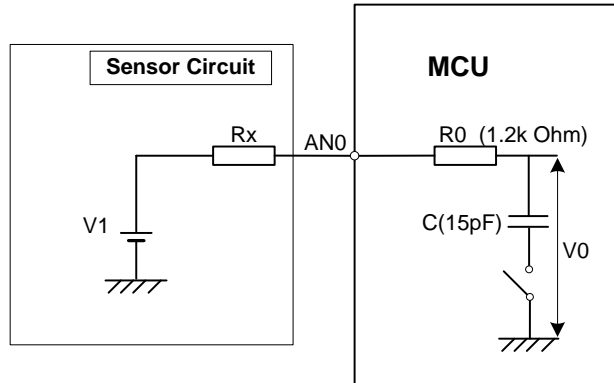 Sensor Circuit
MCU
Rx
AN0
R0 (1.2k Ohm)
V1
C(15pF)
V0